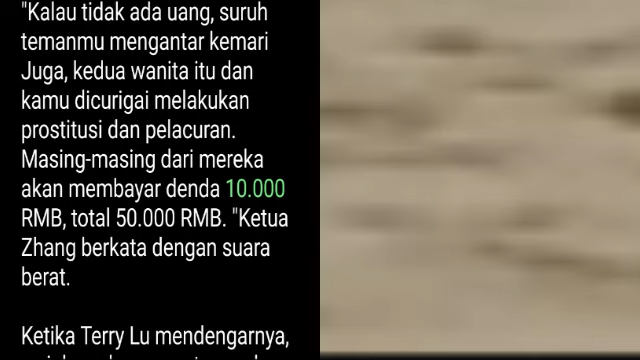 "Kalau tidak ada uang, suruh
temanmu mengantar kemari
Juga, kedua wanita itu dan
kamu dicurigai melakukan
prostitusi dan pelacuran.
Masing-masing dari mereka
akan membayar denda 10.000
RMB, total 50.000 RMB. "Ketua
Zhang berkata dengan suara
berat.
Ketika Terry Lu mendengarnya,